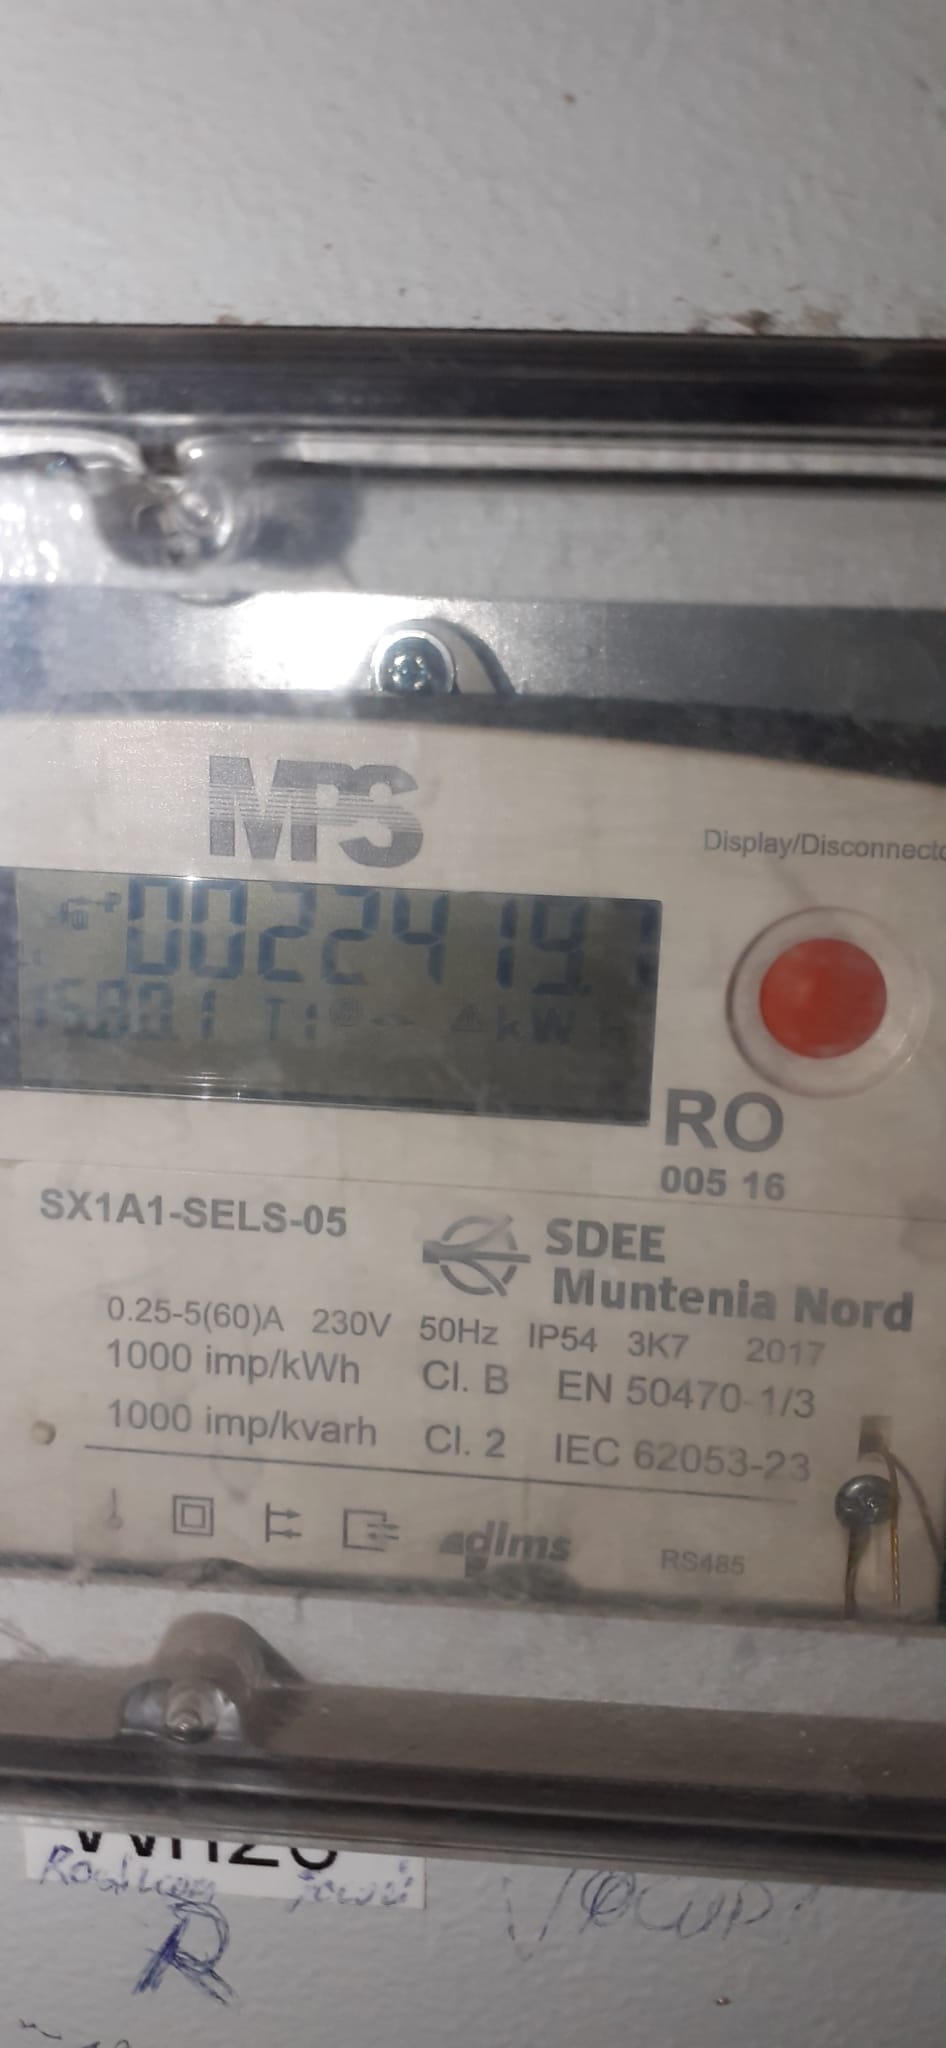 MPS
Display/Disconnecto
0022419.7
15.80.1 T1 kW
RO
005 16
SX1A1-SELS-05
SDEE
Muntenia Nord
0.25-5(60)A 230V 50Hz IP54 3K7 2017
1000 imp/kWh Cl. B EN 50470-1/3
1000 imp/kvarh Cl. 2 IEC 62053-23
dlms
RS485
R